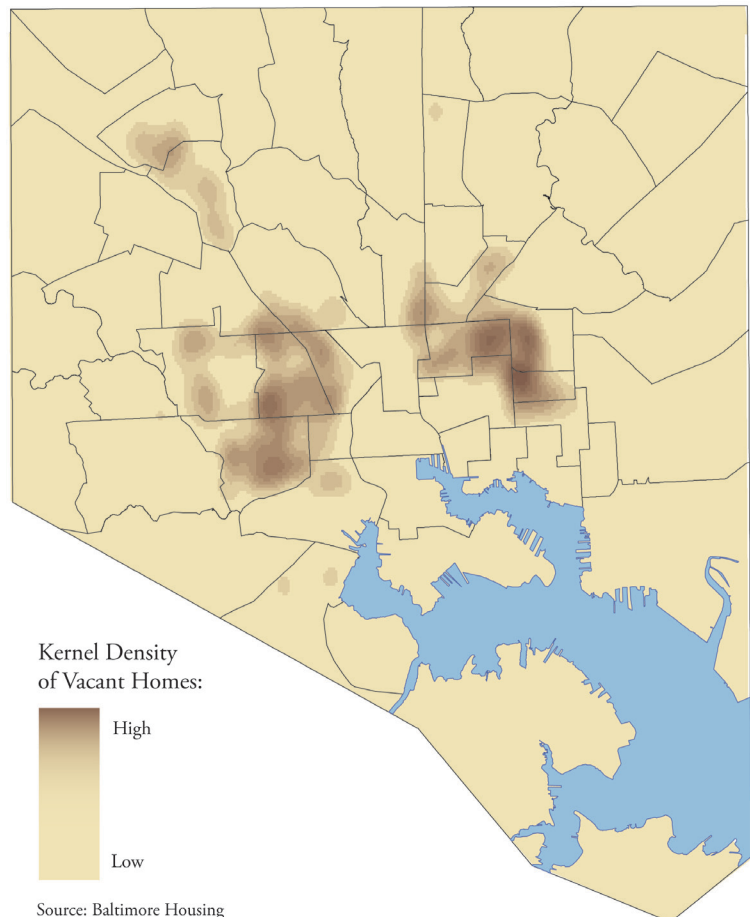 Kernel Density
of Vacant Homes:
High
Low
Source: Baltimore Housing